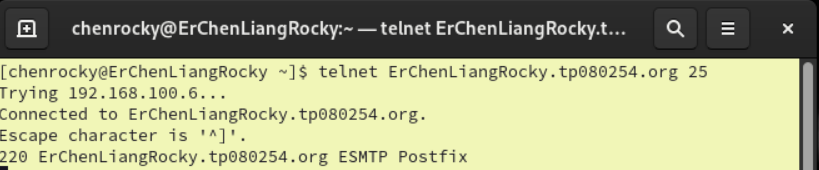 chenrocky@ErChenLiangRocky:~ — telnet ErChenLiangRocky.t...
[chenrocky@ErChenLiangRocky ~]$ telnet ErChenLiangRocky.tp080254.org 25
Trying 192.168.100.6...
Connected to ErChenLiangRocky.tp080254.org.
Escape character is '^]'.
220 ErChenLiangRocky.tp080254.org ESMTP Postfix